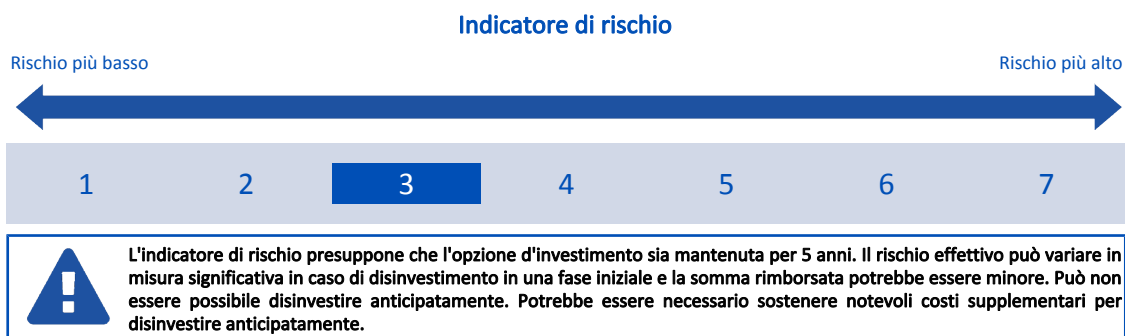 Indicatore di rischio
Rischio più basso
Rischio più alto
1 2 3 4 5 6 7
L'indicatore di rischio presuppone che l'opzione d'investimento sia mantenuta per 5 anni. Il rischio effettivo può variare in
misura significativa in caso di disinvestimento in una fase iniziale e la somma rimborsata potrebbe essere minore. Può non
essere possibile disinvestire anticipatamente. Potrebbe essere necessario sostenere notevoli costi supplementari per
disinvestire anticipatamente.